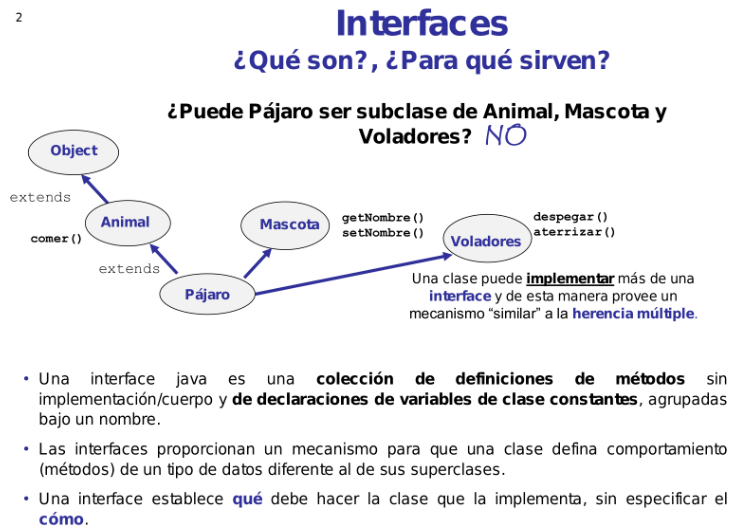 2
Interfaces
¿Qué son?, ¿Para qué sirven?
¿Puede Pájaro ser subclase de Animal, Mascota y
Voladores? NO
Object
extends
Animal
comer()
extends
Pájaro
Mascota
getNombre()
setNombre()
Voladores
despegar()
aterrizar()
Una clase puede implementar más de una
interface y de esta manera provee un
mecanismo “similar” a la herencia múltiple.
• Una interface java es una colección de definiciones de métodos sin
implementación/cuerpo y de declaraciones de variables de clase constantes, agrupadas
bajo un nombre.
• Las interfaces proporcionan un mecanismo para que una clase defina comportamiento
(métodos) de un tipo de datos diferente al de sus superclases.
• Una interface establece qué debe hacer la clase que la implementa, sin especificar el
cómo.